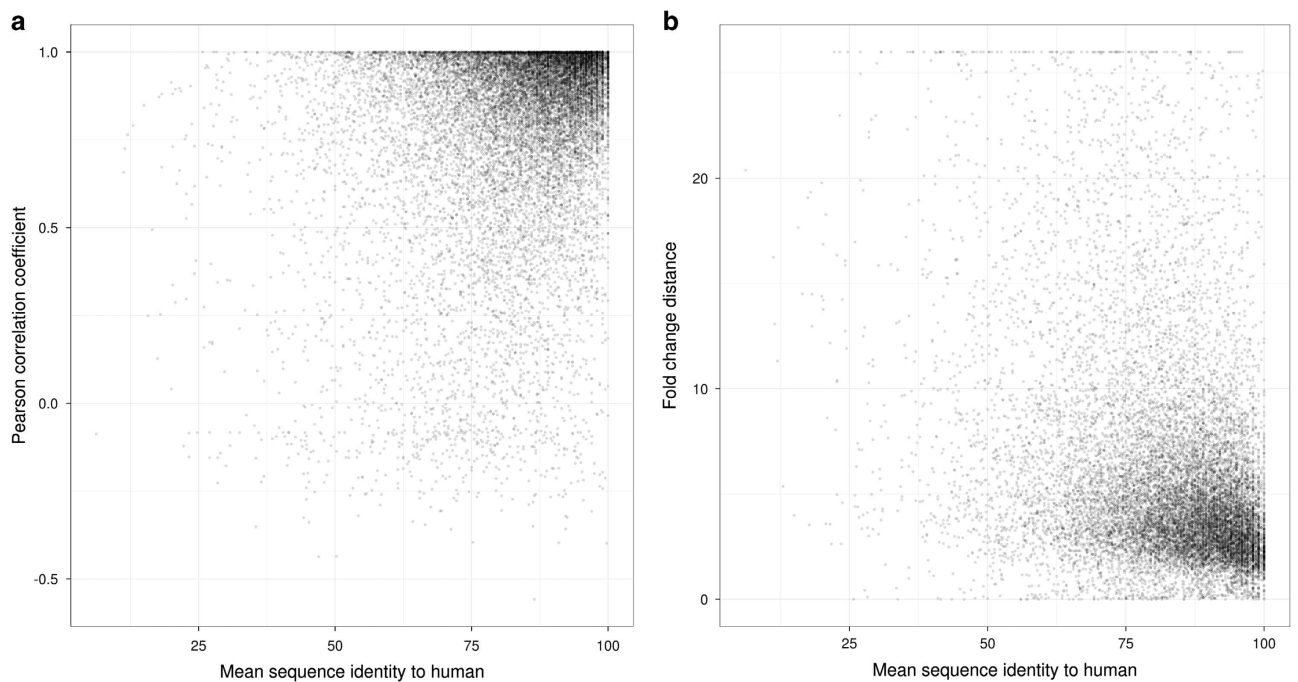 a
Pearson correlation coefficient
1.0
0.5
0.0
-0.5
25
50
75
100
Mean sequence identity to human
b
Fold change distance
20
10
0
25
50
75
100
Mean sequence identity to human